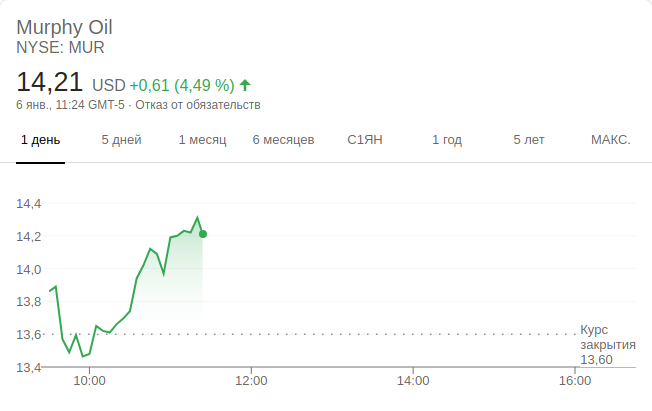 Murphy Oil
NYSE: MUR
14,21 USD +0,61 (4,49 %)
6 янв., 11:24 GMT-5 · Отказ от обязательств
1 день 5 дней 1 месяц 6 месяцев С1ЯН 1 год 5 лет МАКС.
14,4
14,2
14,0
13,8
13,6
13,4
Курс
закрытия
13,60
10:00 12:00 14:00 16:00